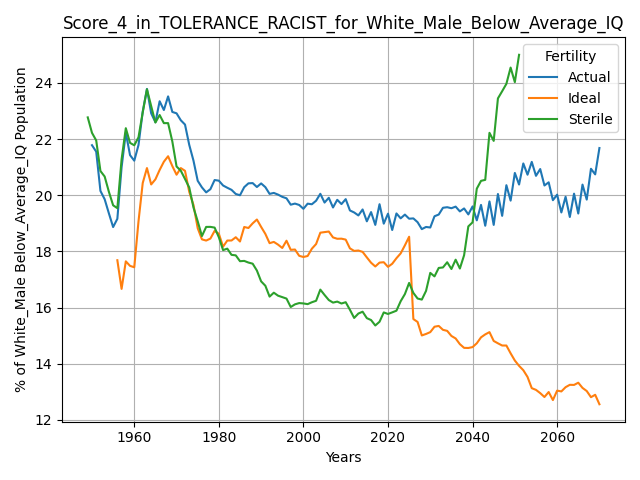 Score_4_in_TOLERANCE_RACIST_for_White_Male_Below_Average_IQ
% of White_Male Below_Average_IQ Population
24
22
20
18
16
14
12
Fertility
Actual
Ideal
Sterile
1960 1980 2000 2020 2040 2060
Years